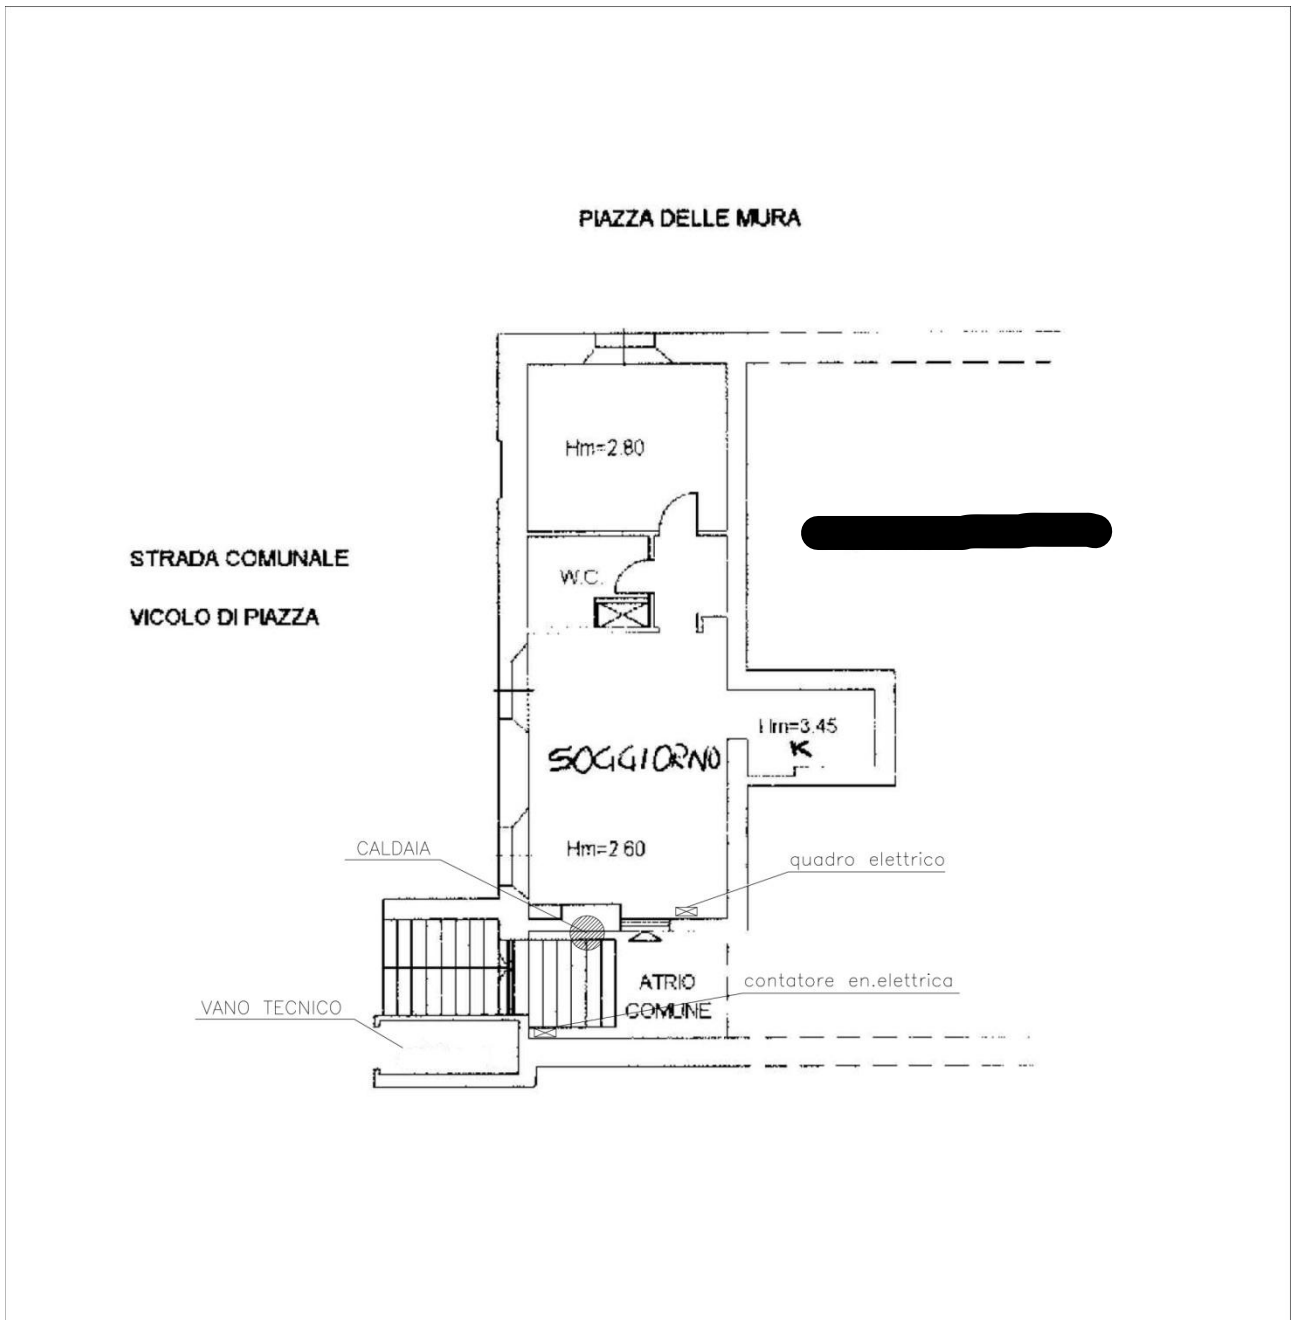 PIAZZA DELLE MURA
Hm=2.80
STRADA COMUNALE
W.C.
VICOLO DI PIAZZA
Hm=3.45
K
SOGGIORNO
CALDAIA
Hm=2.60
quadro elettrico
ATRIO
contatore en.elettrica
VANO TECNICO
COMUNE